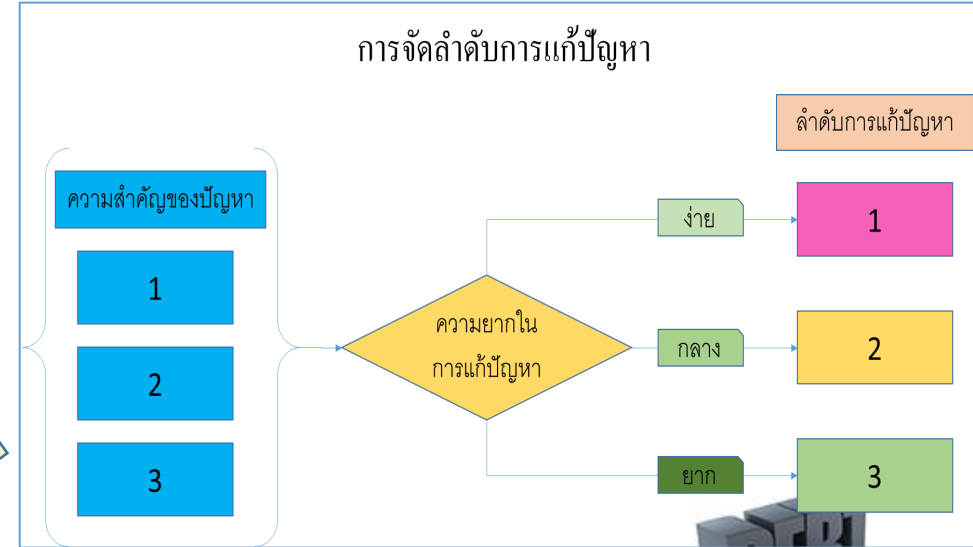 การจัดลำดับการแก้ปัญหา
ลำดับการแก้ปัญหา
ความสำคัญของปัญหา
1
2
3
ความยากใน
การแก้ปัญหา
ง่าย
1
กลาง
2
ยาก
3